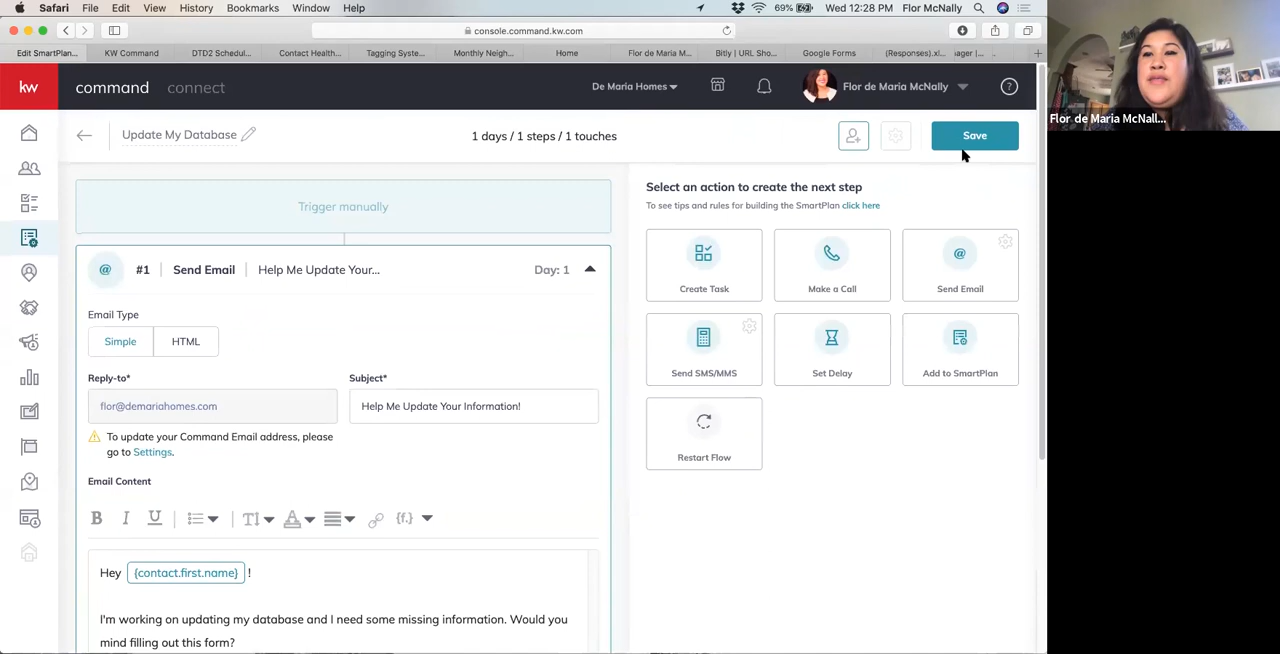 Safari File Edit View History Bookmarks Window Help
69% Wed 12:28 PM Flor McNally
console.command.kw.com
Edit SmartPlan... KW Command DTD2 Schedul... Contact Health... Tagging Syste... Monthly Neigh... Home Flor de Maria M... Bitly | URL Sho... Google Forms (Responses).xl... ager | ...
kw command connect De Maria Homes Flor de Maria McNally ?
Flor de Maria McNall...
Update My Database 1 days / 1 steps / 1 touches Save
Trigger manually
Select an action to create the next step
To see tips and rules for building the SmartPlan click here
@ #1 Send Email Help Me Update Your... Day: 1
Create Task Make a Call @ Send Email
Email Type
Simple HTML
Send SMS/MMS Set Delay Add to SmartPlan
Reply-to* Subject*
flor@demariahomes.com Help Me Update Your Information!
To update your Command Email address, please
go to Settings.
Restart Flow
Email Content
B I U T A {f.}
Hey {contact.first.name} !
I'm working on updating my database and I need some missing information. Would you
mind filling out this form?